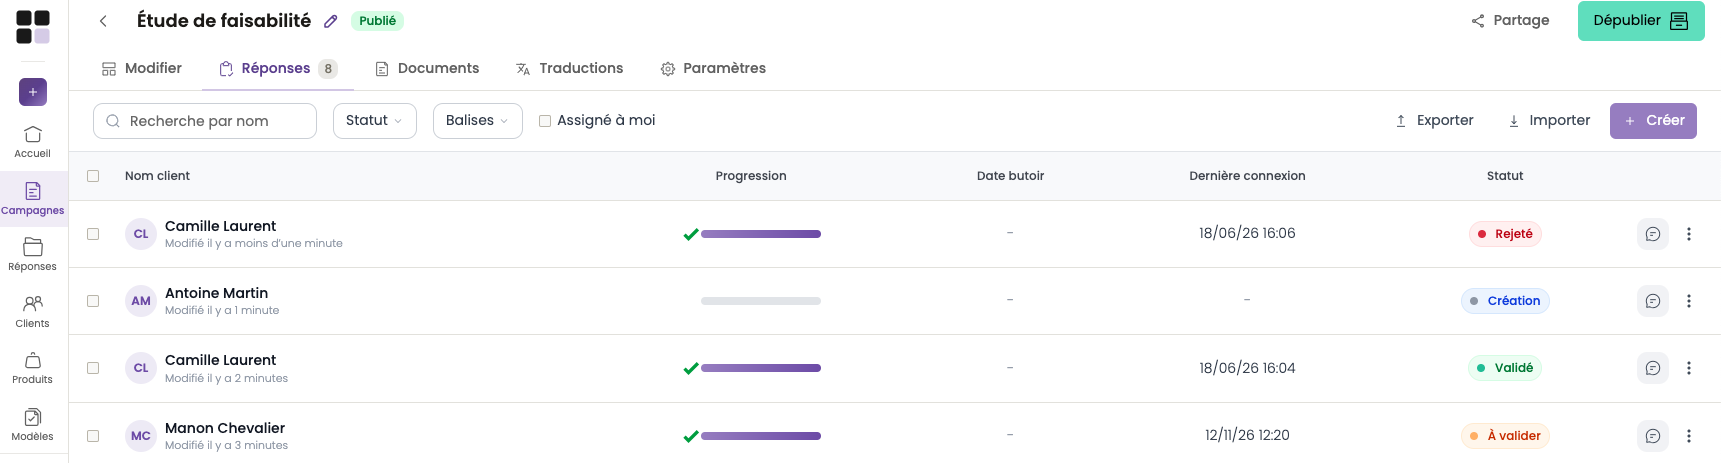 Étude de faisabilité Publié Partage Dépublier
Modifier Réponses 8 Documents Traductions Paramètres
Recherche par nom Statut Balises Assigné à moi Exporter Importer + Créer
Accueil
Campagnes
Réponses
Clients
Produits
Modèles
Nom client Progression Date butoir Dernière connexion Statut
CL Camille Laurent - 18/06/26 16:06 Rejeté
Modifié il y a moins d'une minute
AM Antoine Martin - - Création
Modifié il y a 1 minute
CL Camille Laurent - 18/06/26 16:04 Validé
Modifié il y a 2 minutes
MC Manon Chevalier - 12/11/26 12:20 À valider
Modifié il y a 3 minutes